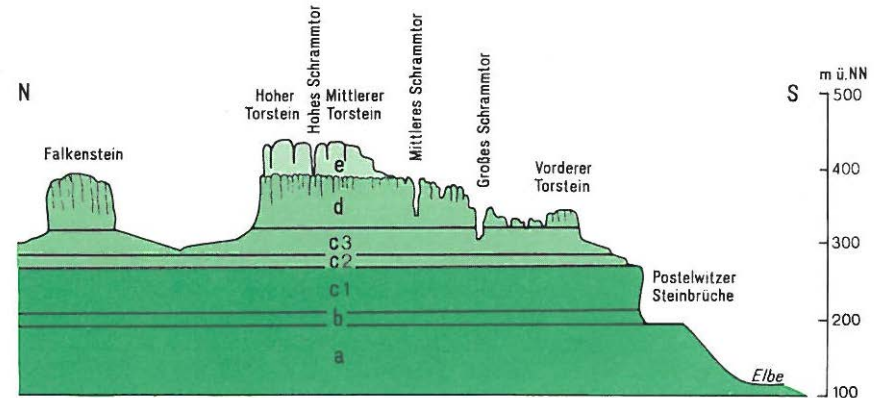 N
Falkenstein
Hoher
Torstein
Hohes Schrammtor
Mittlerer
Torstein
Mittleres Schrammtor
Großes Schrammtor
Vorderer
Torstein
S
m ü.NN
500
400
300
200
100
e
d
c3
c2
c1
b
a
Postelwitzer
Steinbrüche
Elbe